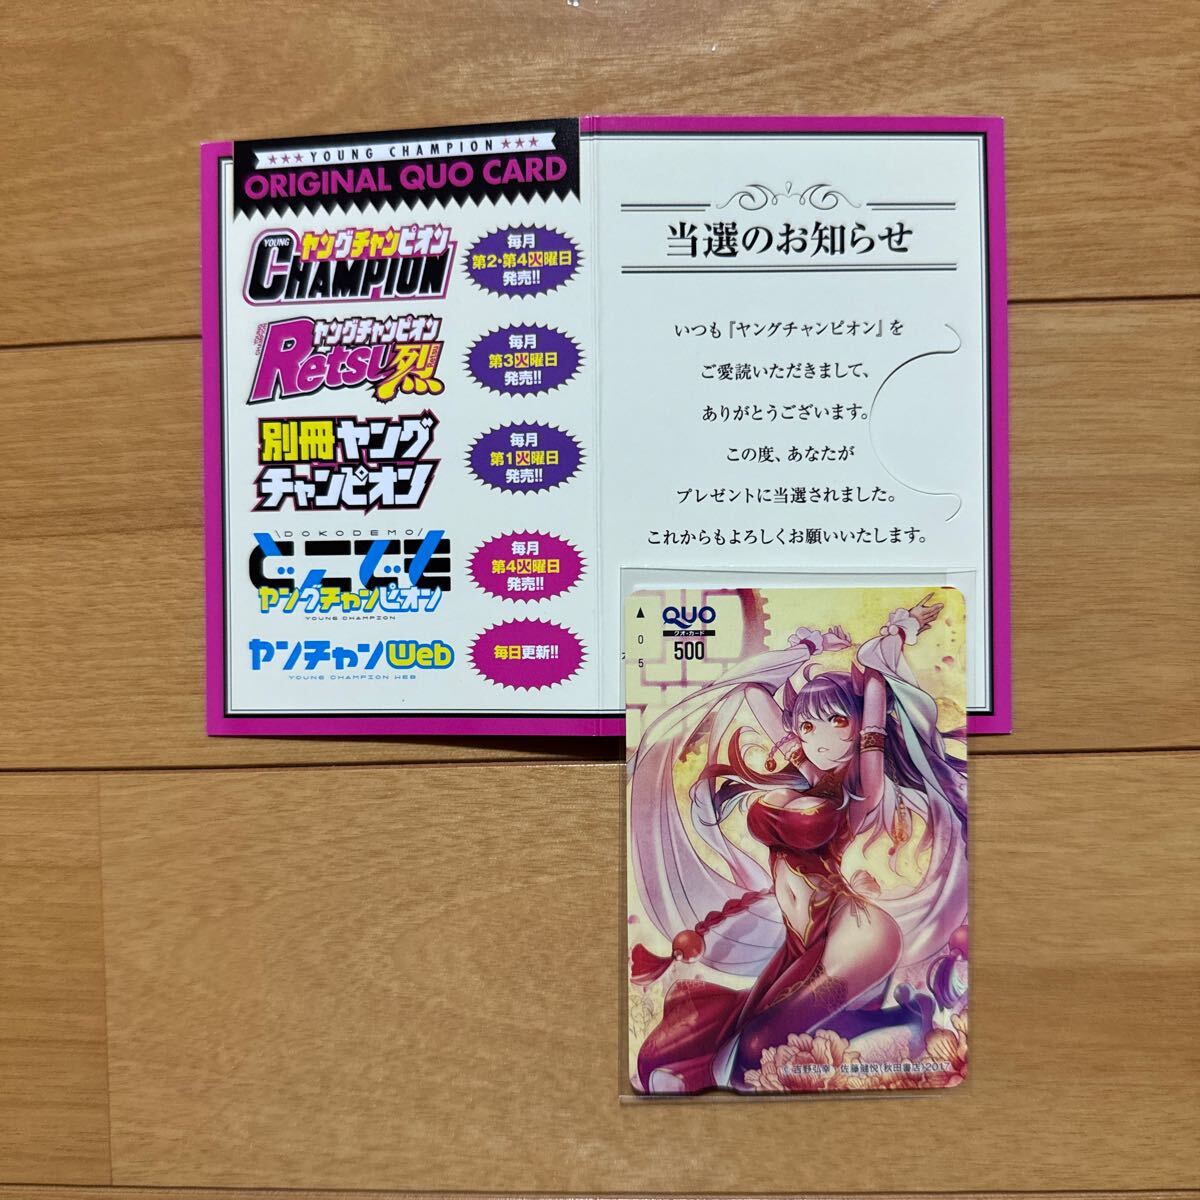 ★★★YOUNG CHAMPION★★★
ORIGINAL QUO CARD
YOUNG
ヤングチャンピオン
CHAMPION
毎月
第2・第4火曜日
発売!!
ヤングチャンピオン
Retsu烈
毎月
第3火曜日
発売!!
別冊ヤング
チャンピオン
毎月
第1火曜日
発売!!
\DOKODEMO/
どこでも
ヤングチャンピオン
YOUNG CHAMPION
毎月
第4火曜日
発売!!
ヤンチャンWeb
YOUNG CHAMPION WEB
毎日更新!!
当選のお知らせ
いつも『ヤングチャンピオン』を
ご愛読いただきまして、
ありがとうございます。
この度、あなたが
プレゼントに当選されました。
これからもよろしくお願いいたします。
▲
0
5
QUO
クオ・カード
500
© 吉野弘幸 佐藤健悦(秋田書店)2017